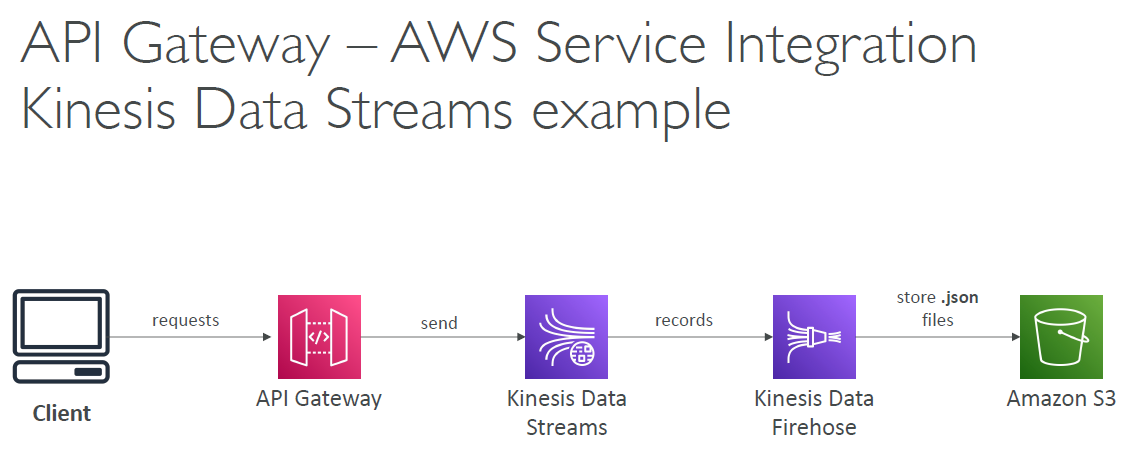 API Gateway – AWS Service Integration
Kinesis Data Streams example
requests
send
records
store .json
files
</>
Client
API Gateway
Kinesis Data
Streams
Kinesis Data
Firehose
Amazon S3